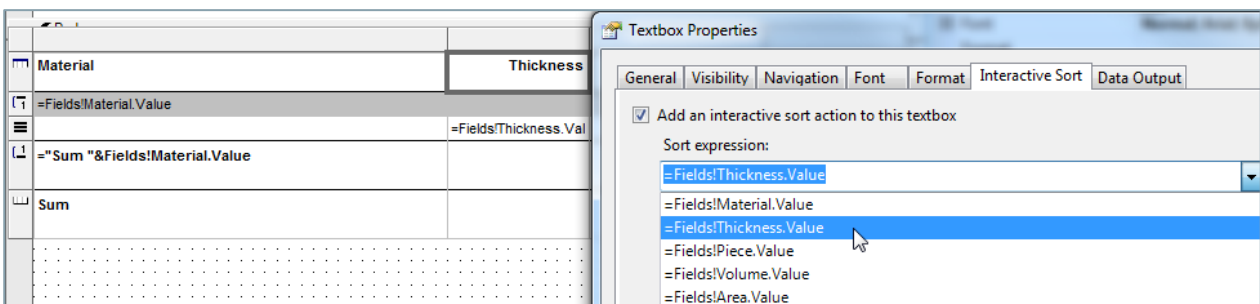 Textbox Properties
Material
Thickness
=Fields!Material.Value
=Fields!Thickness.Val
="Sum "&Fields!Material.Value
Sum
General Visibility Navigation Font Format Interactive Sort Data Output
Add an interactive sort action to this textbox
Sort expression:
=Fields!Thickness.Value
=Fields!Material.Value
=Fields!Thickness.Value
=Fields!Piece.Value
=Fields!Volume.Value
=Fields!Area.Value